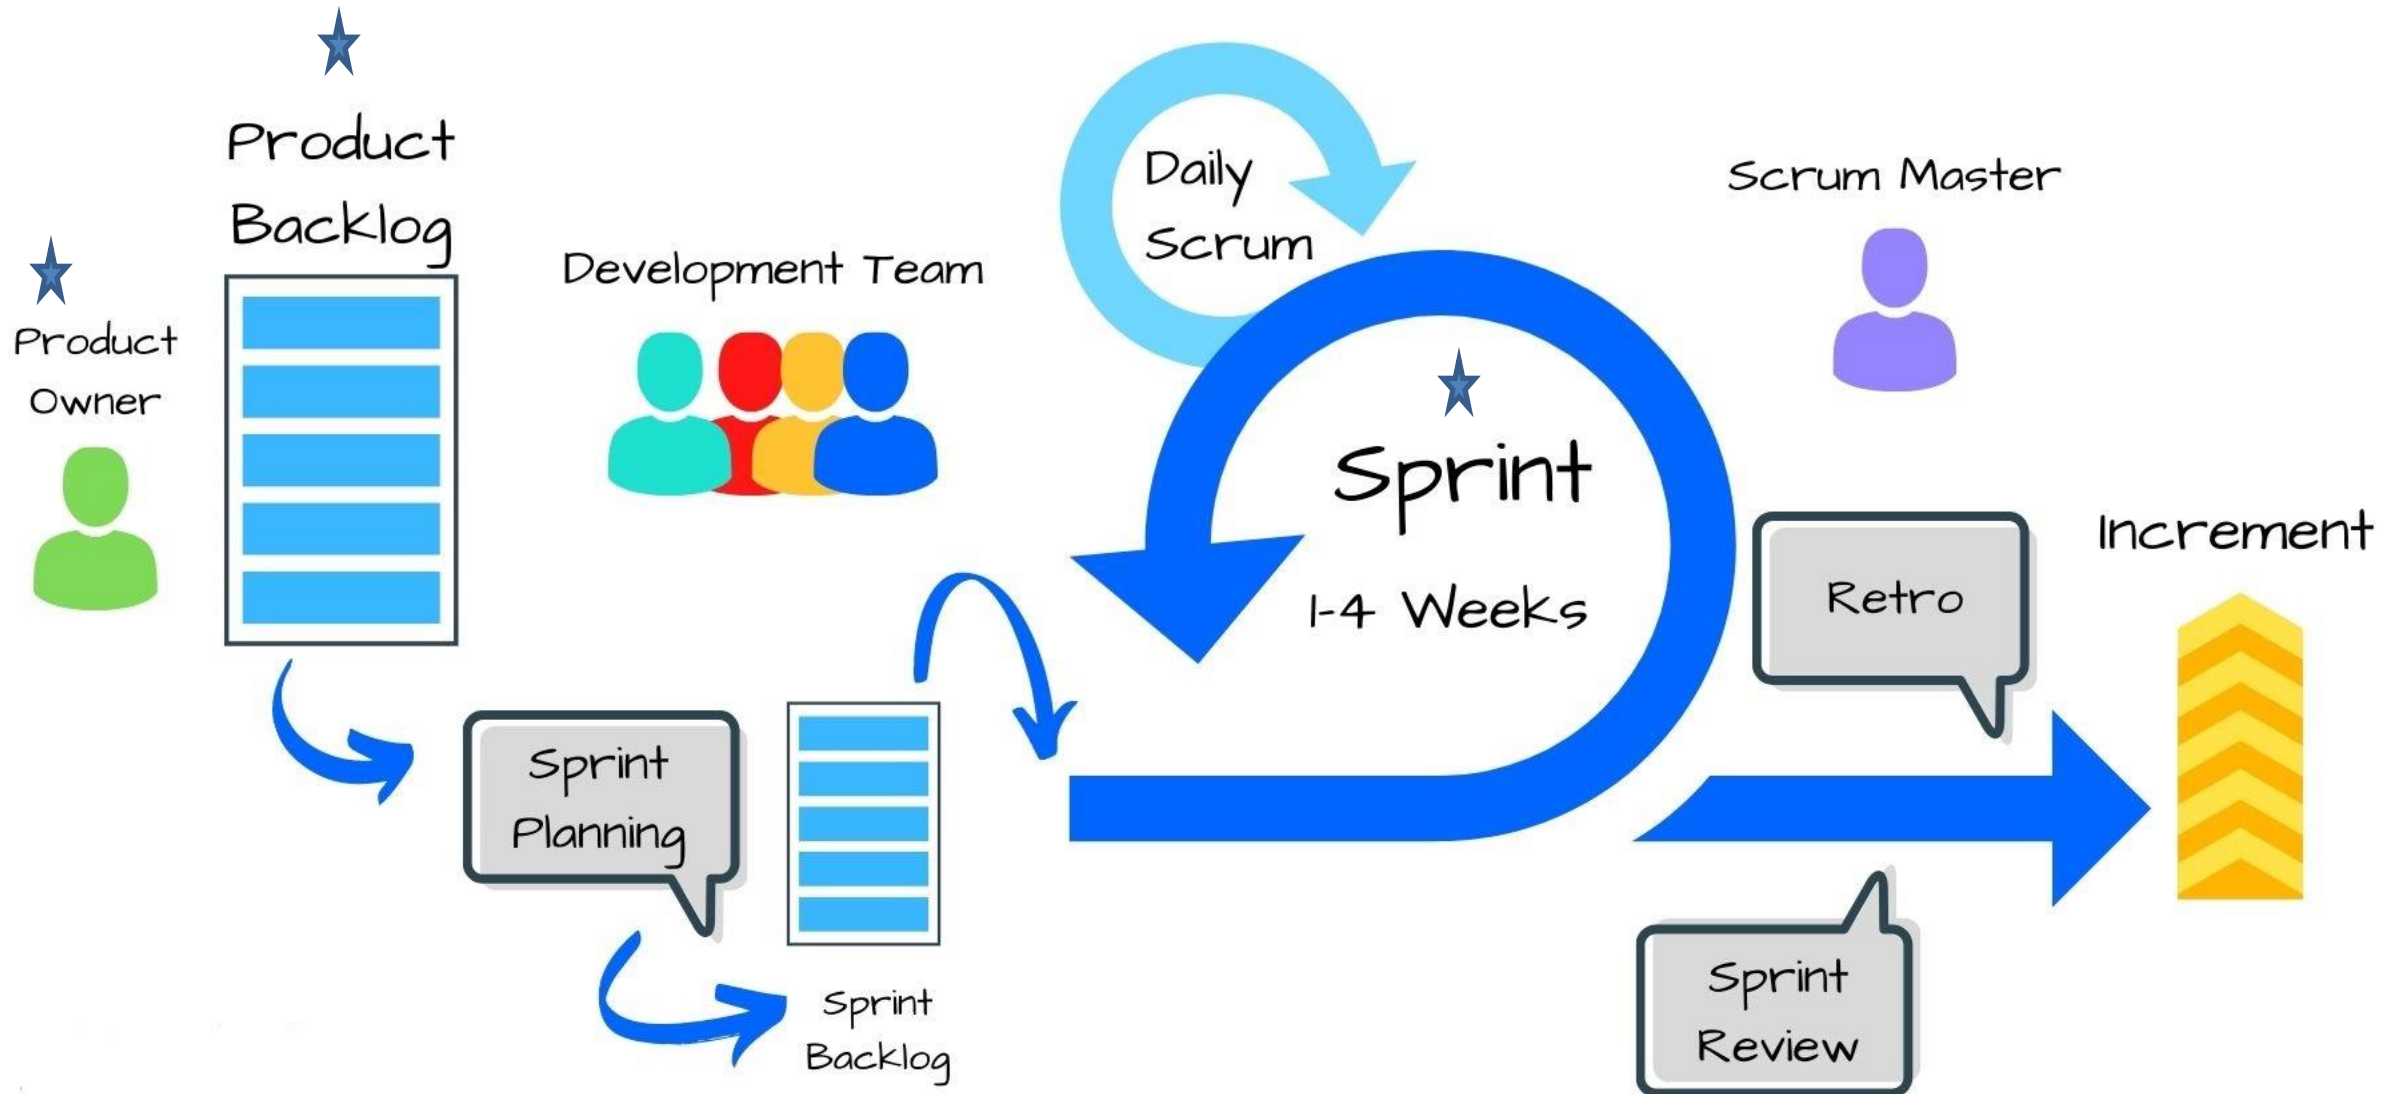 Product
Backlog
Product
Owner
Development Team
Daily
Scrum
Scrum Master
Sprint
1-4 Weeks
Retro
Increment
Sprint
Planning
Sprint
Backlog
Sprint
Review